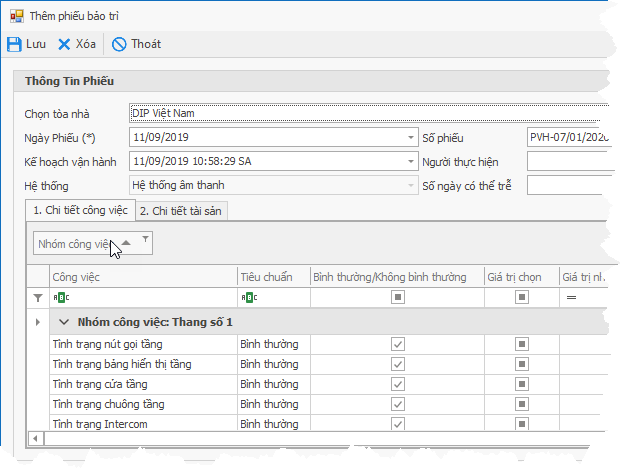 Thêm phiếu bảo trì
Lưu Xóa Thoát
Thông Tin Phiếu
Chọn tòa nhà DIP Việt Nam
Ngày Phiếu (*) 11/09/2019 Số phiếu PVH-07/01/2020
Kế hoạch vận hành 11/09/2019 10:58:29 SA Người thực hiện
Hệ thống Hệ thống âm thanh Số ngày có thể trễ
1. Chi tiết công việc 2. Chi tiết tài sản
Nhóm công việc
Công việc Tiêu chuẩn Bình thường/Không bình thường Giá trị chọn Giá trị
ABC ABC =
Nhóm công việc: Thang số 1
Tình trạng nút gọi tầng Bình thường
Tình trạng bảng hiển thị tầng Bình thường
Tình trạng cửa tầng Bình thường
Tình trạng chuông tầng Bình thường
Tình trạng Intercom Bình thường